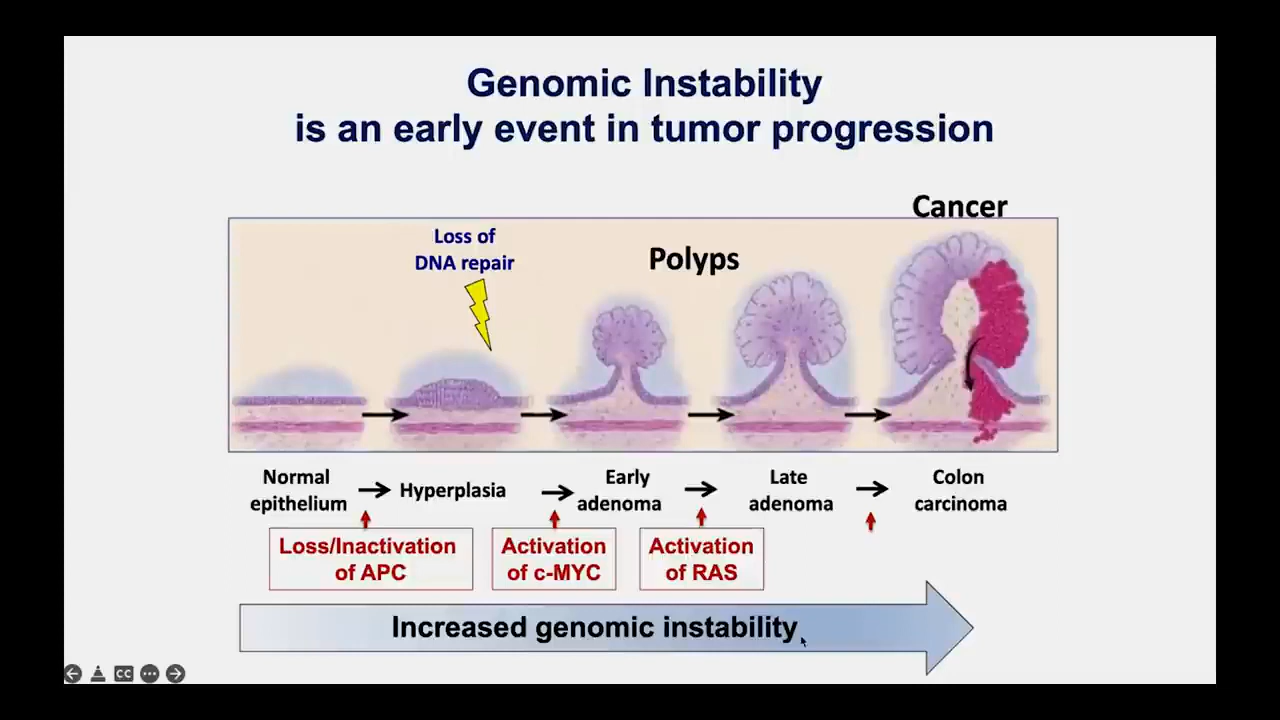 Genomic Instability
is an early event in tumor progression
Cancer
Loss of
DNA repair
Polyps
Normal
epithelium
Hyperplasia
Early
adenoma
Late
adenoma
Colon
carcinoma
Loss/Inactivation
of APC
Activation
of c-MYC
Activation
of RAS
Increased genomic instability
CC